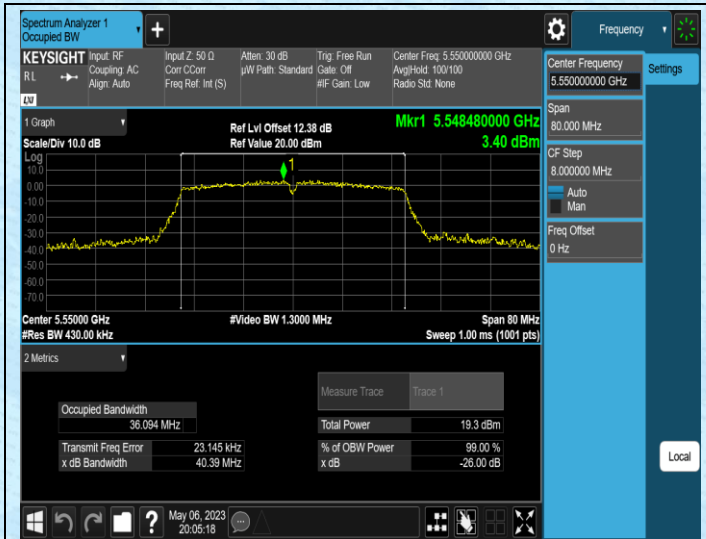 Spectrum Analyzer 1
Occupied BW
Frequency
KEYSIGHT
RL
LXI
Input: RF
Coupling: AC
Align: Auto
Input Z: 50 Ω
Corr CCorr
Freq Ref: Int (S)
Atten: 30 dB
µW Path: Standard
Trig: Free Run
Gate: Off
#IF Gain: Low
Center Freq: 5.550000000 GHz
Avg|Hold: 100/100
Radio Std: None
Center Frequency
5.550000000 GHz
Settings
Span
80.000 MHz
CF Step
8.000000 MHz
Auto
Man
Freq Offset
0 Hz
1 Graph
Scale/Div 10.0 dB
Ref Lvl Offset 12.38 dB
Ref Value 20.00 dBm
Mkr1 5.548480000 GHz
3.40 dBm
Log
10.0
0.00
-10.0
-20.0
-30.0
-40.0
-50.0
-60.0
-70.0
1
Center 5.55000 GHz
#Res BW 430.00 kHz
#Video BW 1.3000 MHz
Span 80 MHz
Sweep 1.00 ms (1001 pts)
2 Metrics
Measure Trace
Trace 1
Occupied Bandwidth
36.094 MHz
Total Power
19.3 dBm
Transmit Freq Error
23.145 kHz
% of OBW Power
99.00 %
x dB Bandwidth
40.39 MHz
x dB
-26.00 dB
Local
?
May 06, 2023
20:05:18